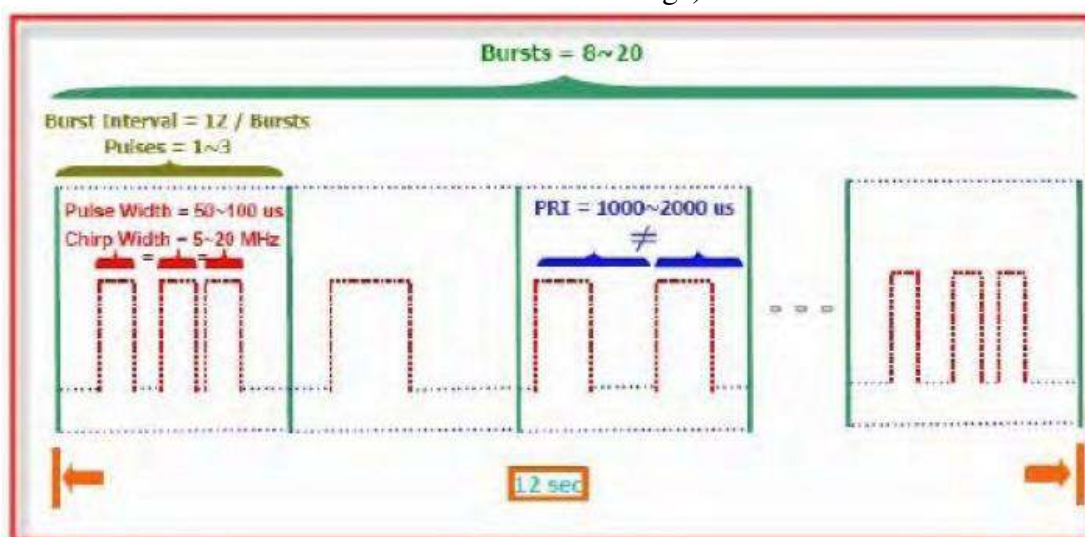 Bursts = 8~20
Burst Interval = 12 / Bursts
Pulses = 1~3
Pulse Width = 50~100 us
Chirp Width = 5~20 MHz
= =
PRI = 1000~2000 us
≠
12 sec